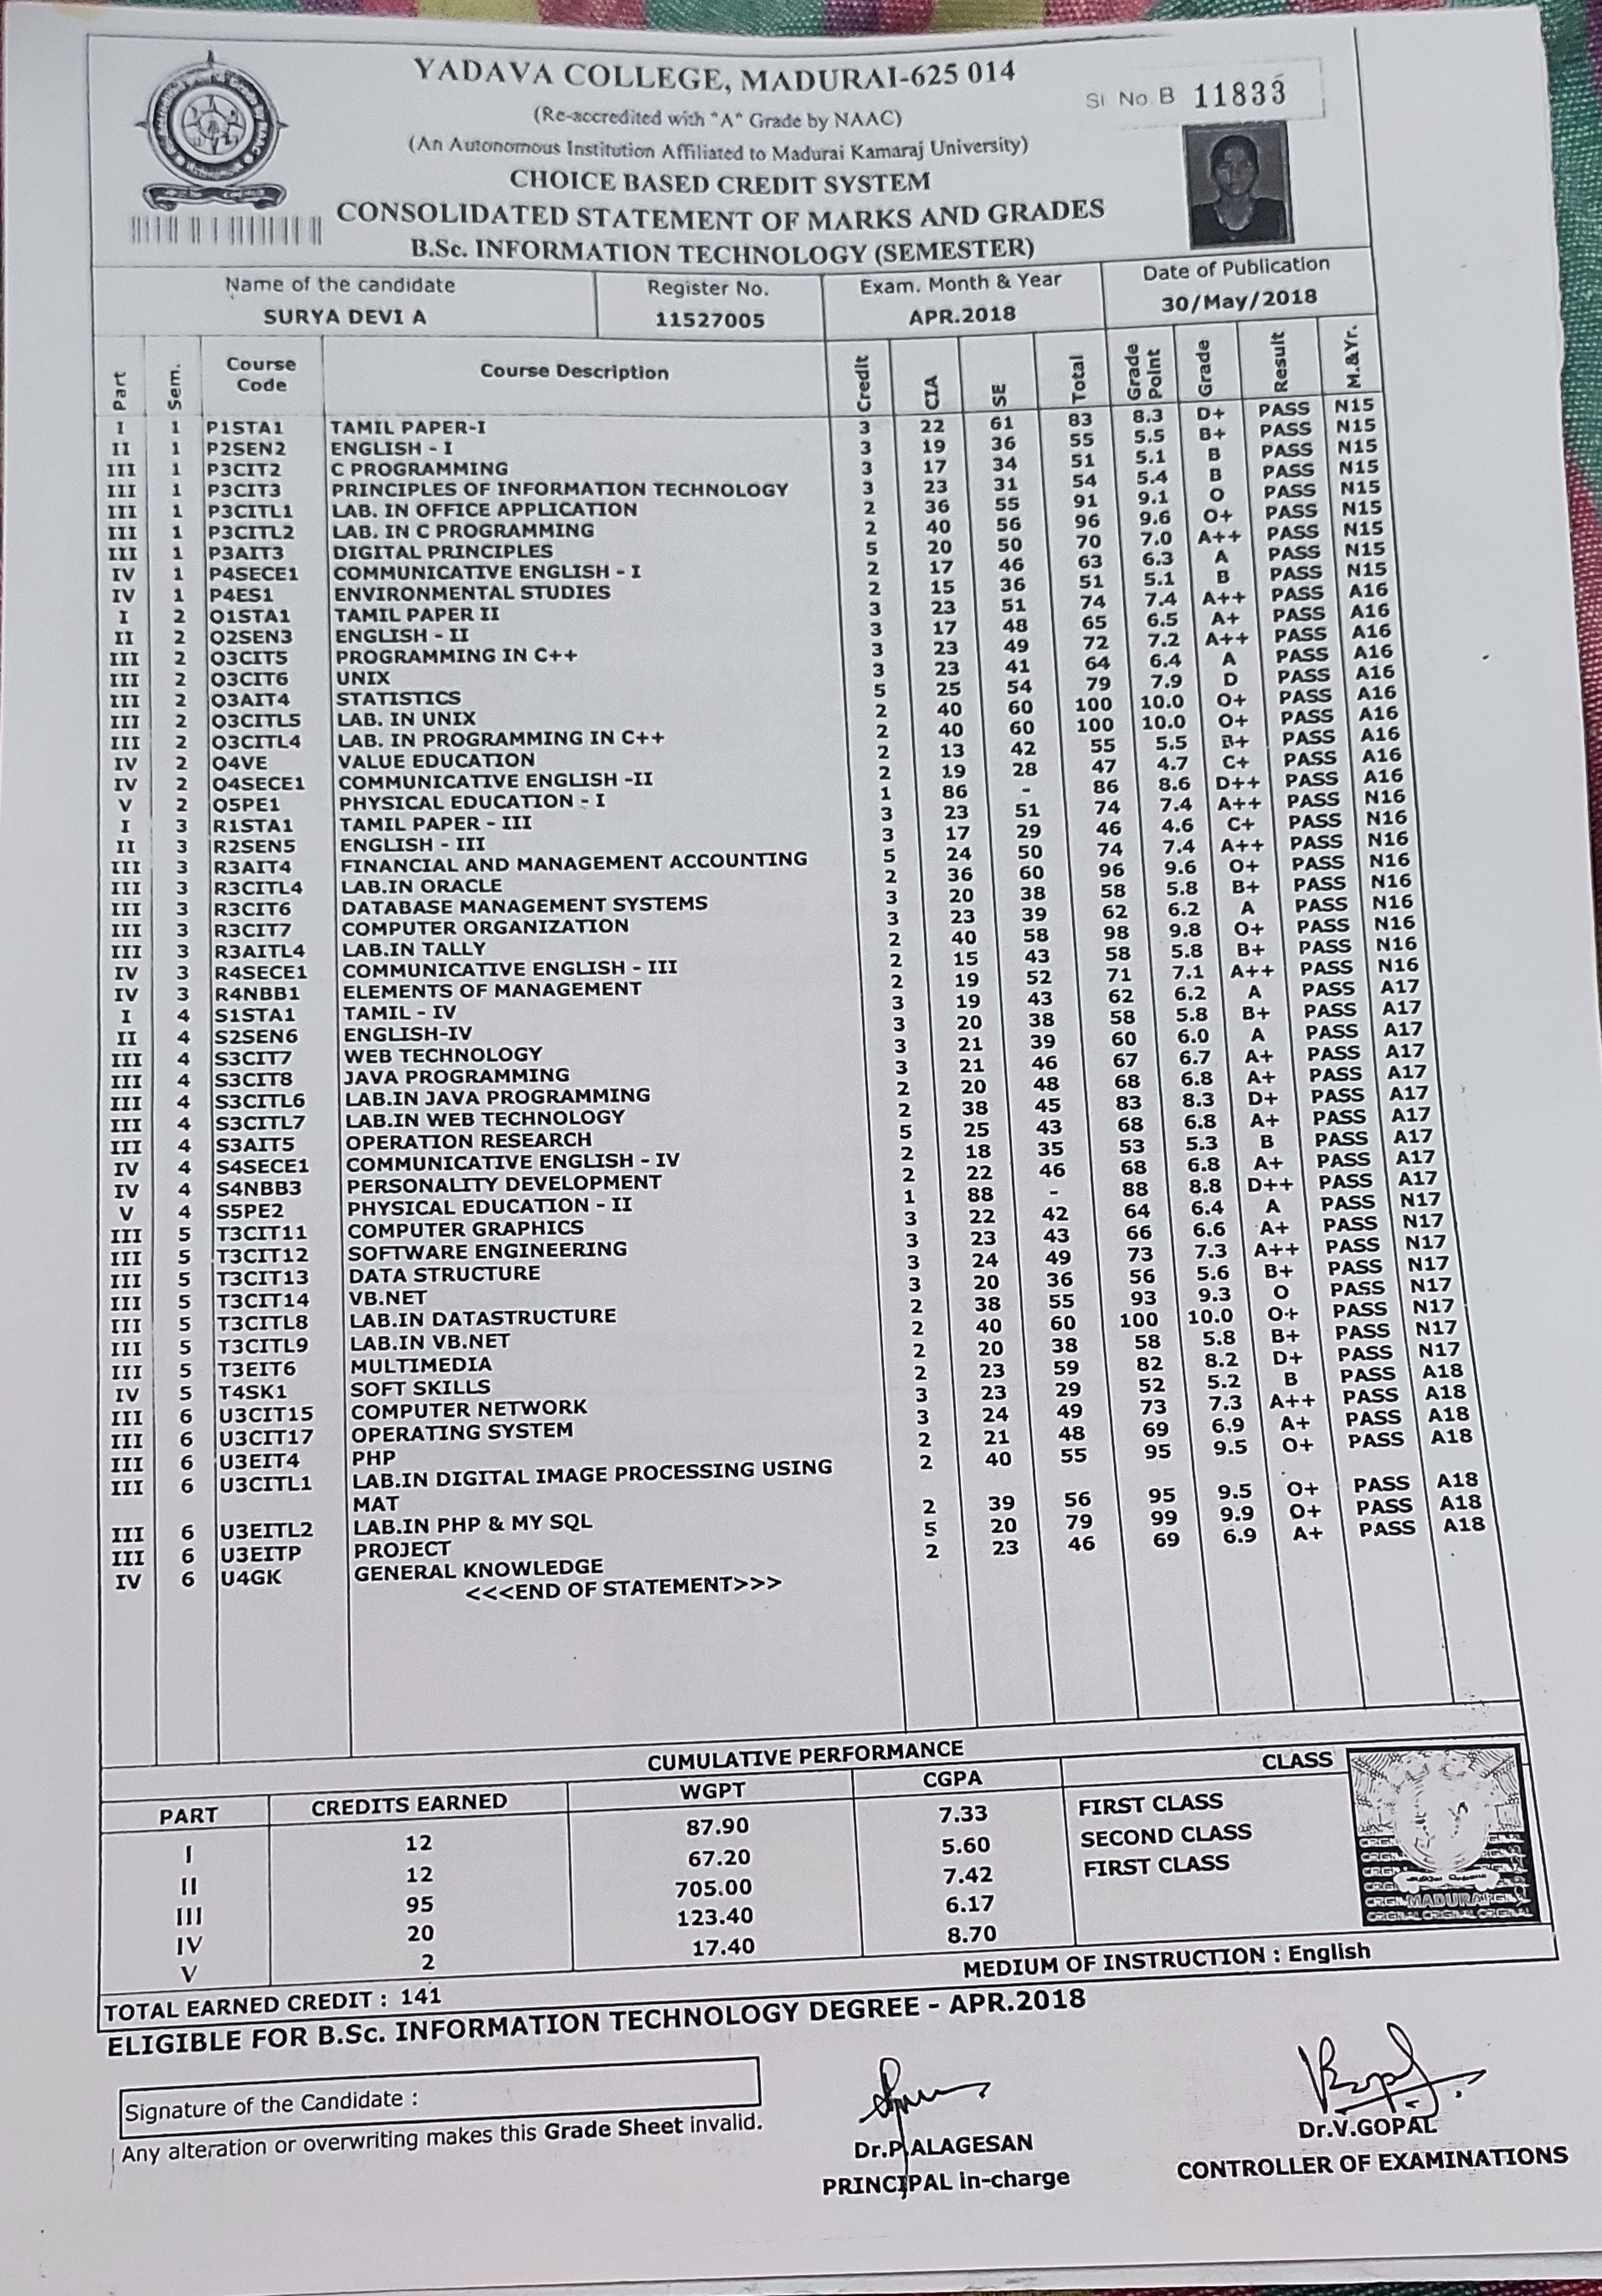 YADAVA COLLEGE, MADURAI-625 014
Sl No. B 11833
(Re-accredited with "A" Grade by NAAC)
(An Autonomous Institution Affiliated to Madurai Kamaraj University)
CHOICE BASED CREDIT SYSTEM
CONSOLIDATED STATEMENT OF MARKS AND GRADES
B.Sc. INFORMATION TECHNOLOGY (SEMESTER)
Name of the candidate Register No. Exam. Month & Year Date of Publication
SURYA DEVI A 11527005 APR.2018 30/May/2018
Part Sem. Course Code Course Description Credit CIA SE Total Grade Point Grade Result M.&Yr.
I 1 P1STA1 TAMIL PAPER-I 3 22 61 83 8.3 D+ PASS N15
II 1 P2SEN2 ENGLISH - I 3 19 36 55 5.5 B+ PASS N15
III 1 P3CIT2 C PROGRAMMING 3 17 34 51 5.1 B PASS N15
III 1 P3CIT3 PRINCIPLES OF INFORMATION TECHNOLOGY 3 23 31 54 5.4 B PASS N15
III 1 P3CITL1 LAB. IN OFFICE APPLICATION 2 36 55 91 9.1 O PASS N15
III 1 P3CITL2 LAB. IN C PROGRAMMING 2 40 56 96 9.6 O+ PASS N15
III 1 P3AIT3 DIGITAL PRINCIPLES 5 20 50 70 7.0 A++ PASS N15
IV 1 P4SECE1 COMMUNICATIVE ENGLISH - I 2 17 46 63 6.3 A PASS N15
IV 1 P4ES1 ENVIRONMENTAL STUDIES 2 15 36 51 5.1 B PASS N15
I 2 Q1STA1 TAMIL PAPER II 3 23 51 74 7.4 A++ PASS A16
II 2 Q2SEN3 ENGLISH - II 3 17 48 65 6.5 A+ PASS A16
III 2 Q3CIT5 PROGRAMMING IN C++ 3 23 49 72 7.2 A++ PASS A16
III 2 Q3CIT6 UNIX 3 23 41 64 6.4 A PASS A16
III 2 Q3AIT4 STATISTICS 5 25 54 79 7.9 D PASS A16
III 2 Q3CITL5 LAB. IN UNIX 2 40 60 100 10.0 O+ PASS A16
III 2 Q3CITL4 LAB. IN PROGRAMMING IN C++ 2 40 60 100 10.0 O+ PASS A16
IV 2 Q4VE VALUE EDUCATION 2 13 42 55 5.5 B+ PASS A16
IV 2 Q4SECE1 COMMUNICATIVE ENGLISH -II 2 19 28 47 4.7 C+ PASS A16
V 2 Q5PE1 PHYSICAL EDUCATION - I 1 86 - 86 8.6 D++ PASS A16
I 3 R1STA1 TAMIL PAPER - III 3 23 51 74 7.4 A++ PASS N16
II 3 R2SEN5 ENGLISH - III 3 17 29 46 4.6 C+ PASS N16
III 3 R3AIT4 FINANCIAL AND MANAGEMENT ACCOUNTING 5 24 50 74 7.4 A++ PASS N16
III 3 R3CITL4 LAB.IN ORACLE 2 36 60 96 9.6 O+ PASS N16
III 3 R3CIT6 DATABASE MANAGEMENT SYSTEMS 3 20 38 58 5.8 B+ PASS N16
III 3 R3CIT7 COMPUTER ORGANIZATION 3 23 39 62 6.2 A PASS N16
III 3 R3AITL4 LAB.IN TALLY 2 40 58 98 9.8 O+ PASS N16
IV 3 R4SECE1 COMMUNICATIVE ENGLISH - III 2 15 43 58 5.8 B+ PASS N16
IV 3 R4NBB1 ELEMENTS OF MANAGEMENT 2 19 52 71 7.1 A++ PASS N16
I 4 S1STA1 TAMIL - IV 3 19 43 62 6.2 A PASS A17
II 4 S2SEN6 ENGLISH-IV 3 20 38 58 5.8 B+ PASS A17
III 4 S3CIT7 WEB TECHNOLOGY 3 21 39 60 6.0 A PASS A17
III 4 S3CIT8 JAVA PROGRAMMING 3 21 46 67 6.7 A+ PASS A17
III 4 S3CITL6 LAB.IN JAVA PROGRAMMING 2 20 48 68 6.8 A+ PASS A17
III 4 S3CITL7 LAB.IN WEB TECHNOLOGY 2 38 45 83 8.3 D+ PASS A17
III 4 S3AIT5 OPERATION RESEARCH 5 25 43 68 6.8 A+ PASS A17
IV 4 S4SECE1 COMMUNICATIVE ENGLISH - IV 2 18 35 53 5.3 B PASS A17
IV 4 S4NBB3 PERSONALITY DEVELOPMENT 2 22 46 68 6.8 A+ PASS A17
V 4 S5PE2 PHYSICAL EDUCATION - II 1 88 - 88 8.8 D++ PASS A17
III 5 T3CIT11 COMPUTER GRAPHICS 3 22 42 64 6.4 A PASS N17
III 5 T3CIT12 SOFTWARE ENGINEERING 3 23 43 66 6.6 A+ PASS N17
III 5 T3CIT13 DATA STRUCTURE 3 24 49 73 7.3 A++ PASS N17
III 5 T3CIT14 VB.NET 3 20 36 56 5.6 B+ PASS N17
III 5 T3CITL8 LAB.IN DATASTRUCTURE 2 38 55 93 9.3 O PASS N17
III 5 T3CITL9 LAB.IN VB.NET 2 40 60 100 10.0 O+ PASS N17
III 5 T3EIT6 MULTIMEDIA 2 20 38 58 5.8 B+ PASS N17
IV 5 T4SK1 SOFT SKILLS 2 23 59 82 8.2 D+ PASS N17
III 6 U3CIT15 COMPUTER NETWORK 3 23 29 52 5.2 B PASS A18
III 6 U3CIT17 OPERATING SYSTEM 3 24 49 73 7.3 A++ PASS A18
III 6 U3EIT4 PHP 2 21 48 69 6.9 A+ PASS A18
III 6 U3CITL1 LAB.IN DIGITAL IMAGE PROCESSING USING 2 40 55 95 9.5 O+ PASS A18
MAT
III 6 U3EITL2 LAB.IN PHP & MY SQL 2 39 56 95 9.5 O+ PASS A18
III 6 U3EITP PROJECT 5 20 79 99 9.9 O+ PASS A18
IV 6 U4GK GENERAL KNOWLEDGE 2 23 46 69 6.9 A+ PASS A18
<<<END OF STATEMENT>>>
CUMULATIVE PERFORMANCE
PART CREDITS EARNED WGPT CGPA CLASS
I 12 87.90 7.33 FIRST CLASS
II 12 67.20 5.60 SECOND CLASS
III 95 705.00 7.42 FIRST CLASS
IV 20 123.40 6.17
V 2 17.40 8.70
TOTAL EARNED CREDIT : 141
MEDIUM OF INSTRUCTION : English
ELIGIBLE FOR B.Sc. INFORMATION TECHNOLOGY DEGREE - APR.2018
Signature of the Candidate :
Any alteration or overwriting makes this Grade Sheet invalid.
Dr.P.ALAGESAN
PRINCIPAL in-charge
Dr.V.GOPAL
CONTROLLER OF EXAMINATIONS
MADURAI